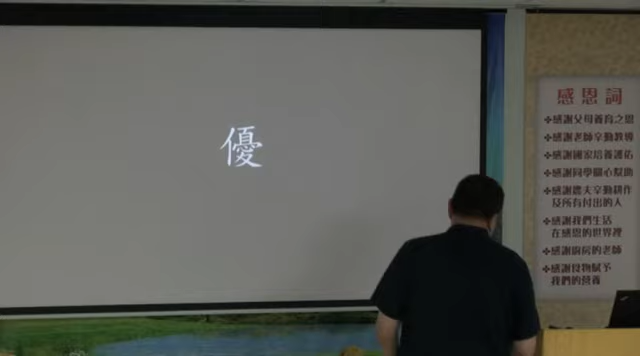 優
感恩詞
❖感謝父母養育之恩
❖感謝老師辛勤教導
❖感謝國家培養護佑
❖感謝同學關心幫助
❖感謝農夫辛勤耕作
及所有付出的人
❖感謝我們生活
在感恩的世界裡
❖感謝廚房的老師
❖感謝食物賦予
我們的營養